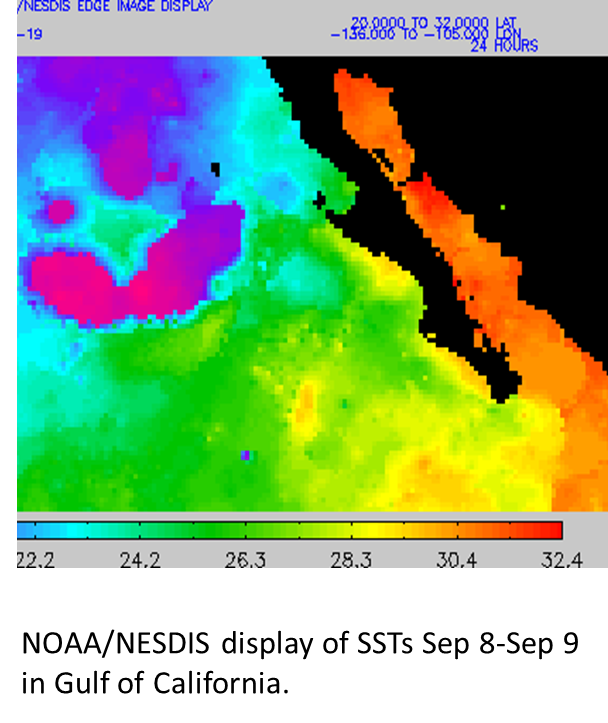 /NESDIS EDGE IMAGE DISPLAY
20.0000 TO 32.0000 LAT
-19
-136.000 TO -105.000 LON
24 HOURS
22.2 24.2 26.3 28.3 30.4 32.4
NOAA/NESDIS display of SSTs Sep 8-Sep 9
in Gulf of California.